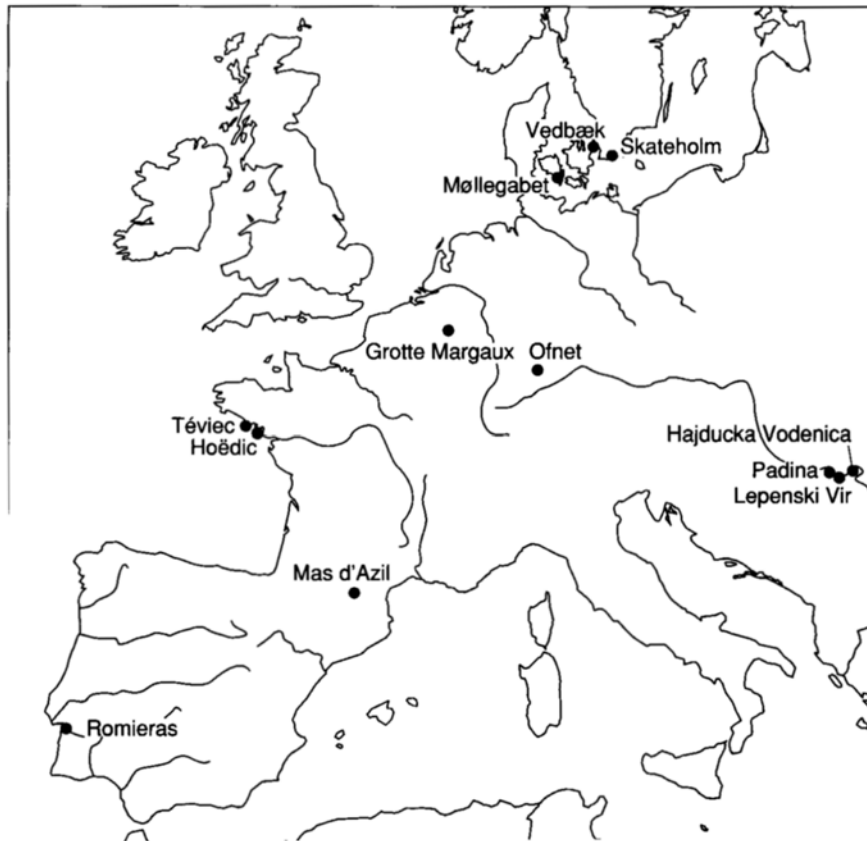 Vedbæk
Skateholm
Møllegabet
Grotte Margaux
Ofnet
Téviec
Hoëdic
Hajducka Vodenica
Padina
Lepenski Vir
Mas d'Azil
Romieras